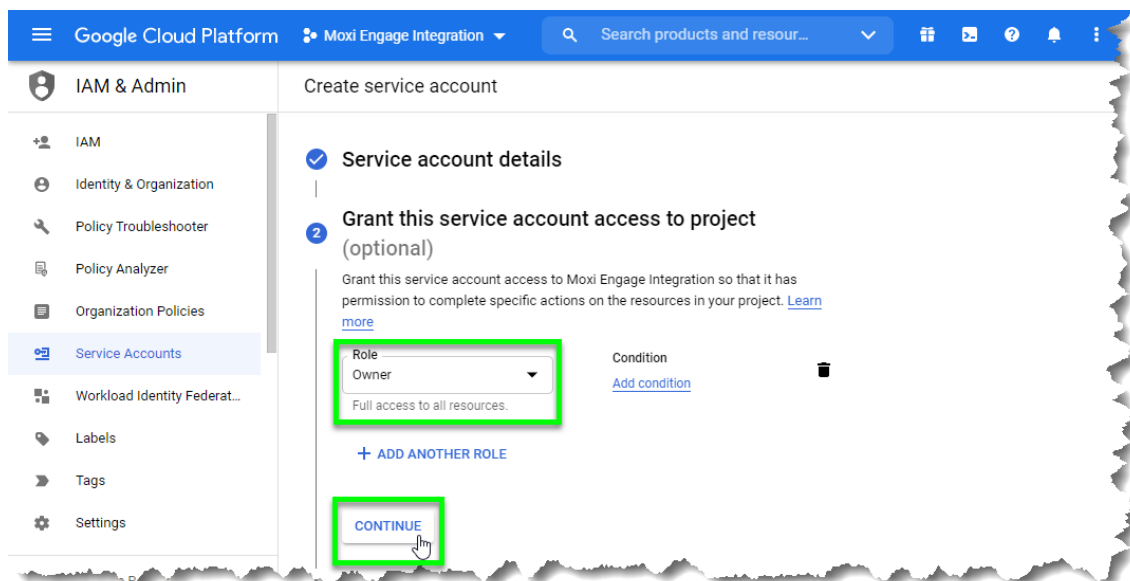 Google Cloud Platform
Moxi Engage Integration
Search products and resour...
IAM & Admin
Create service account
IAM
Identity & Organization
Policy Troubleshooter
Policy Analyzer
Organization Policies
Service Accounts
Workload Identity Federat...
Labels
Tags
Settings
Service account details
2
Grant this service account access to project
(optional)
Grant this service account access to Moxi Engage Integration so that it has
permission to complete specific actions on the resources in your project. Learn
more
Role
Owner
Full access to all resources.
Condition
Add condition
+ ADD ANOTHER ROLE
CONTINUE